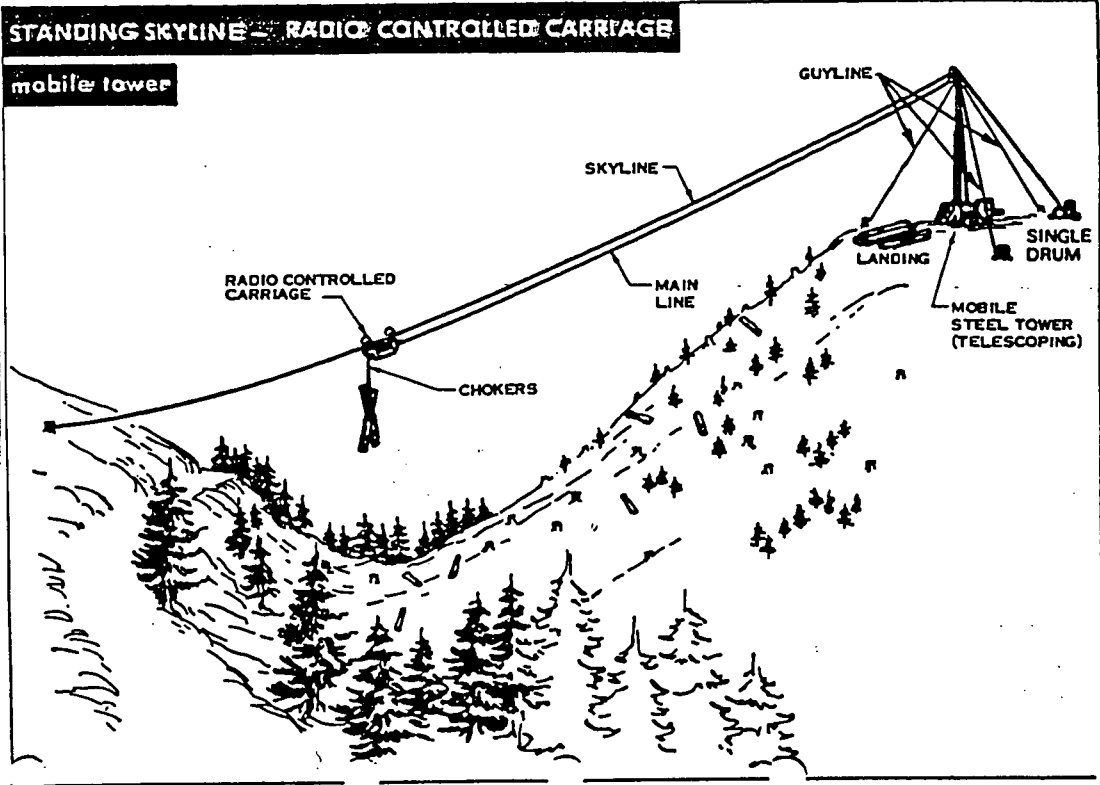 STANDING SKYLINE - RADIO CONTROLLED CARRIAGE
mobile tower
GUYLINE
SKYLINE
SINGLE
DRUM
LANDING
RADIO CONTROLLED
CARRIAGE
MAIN
LINE
MOBILE
STEEL TOWER
(TELESCOPING)
CHOKERS